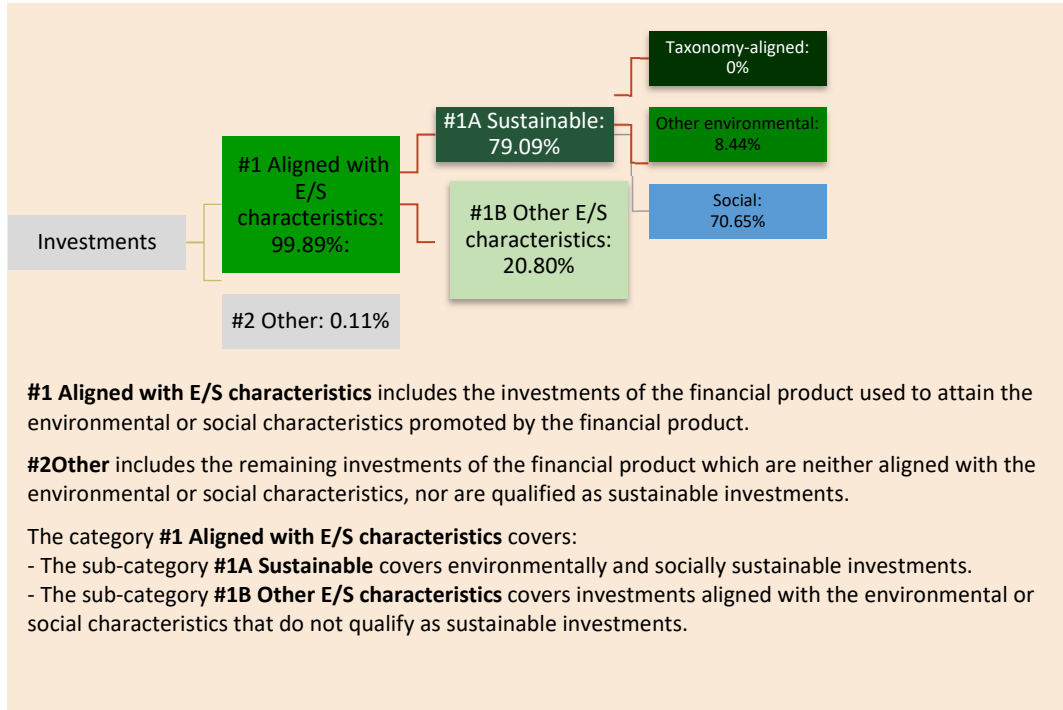 Investments
#1 Aligned with
E/S
characteristics:
99.89%:
#2 Other: 0.11%
#1A Sustainable:
79.09%
#1B Other E/S
characteristics:
20.80%
Taxonomy-aligned:
0%
Other environmental:
8.44%
Social:
70.65%
#1 Aligned with E/S characteristics includes the investments of the financial product used to attain the
environmental or social characteristics promoted by the financial product.
#2Other includes the remaining investments of the financial product which are neither aligned with the
environmental or social characteristics, nor are qualified as sustainable investments.
The category #1 Aligned with E/S characteristics covers:
- The sub-category #1A Sustainable covers environmentally and socially sustainable investments.
- The sub-category #1B Other E/S characteristics covers investments aligned with the environmental or
social characteristics that do not qualify as sustainable investments.